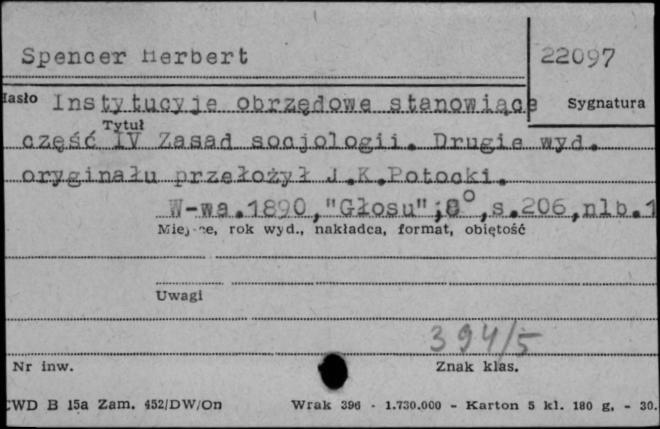 Spencer Herbert
22097
Hasło
Sygnatura
Instytucyje obrzędowe stanowiące
Tytuł
część IV Zasad socjologii. Drugie wyd.
oryginału przełożył J.K.Potocki.
W-wa.1890,"Głosu";8°,s.206,nlb.1
Miejsce, rok wyd., nakładca, format, obiętość
Uwagi
394/5
Nr inw.
Znak klas.
CWD B 15a Zam. 452/DW/On Wrak 396 - 1.730.000 - Karton 5 kl. 180 g. - 30.